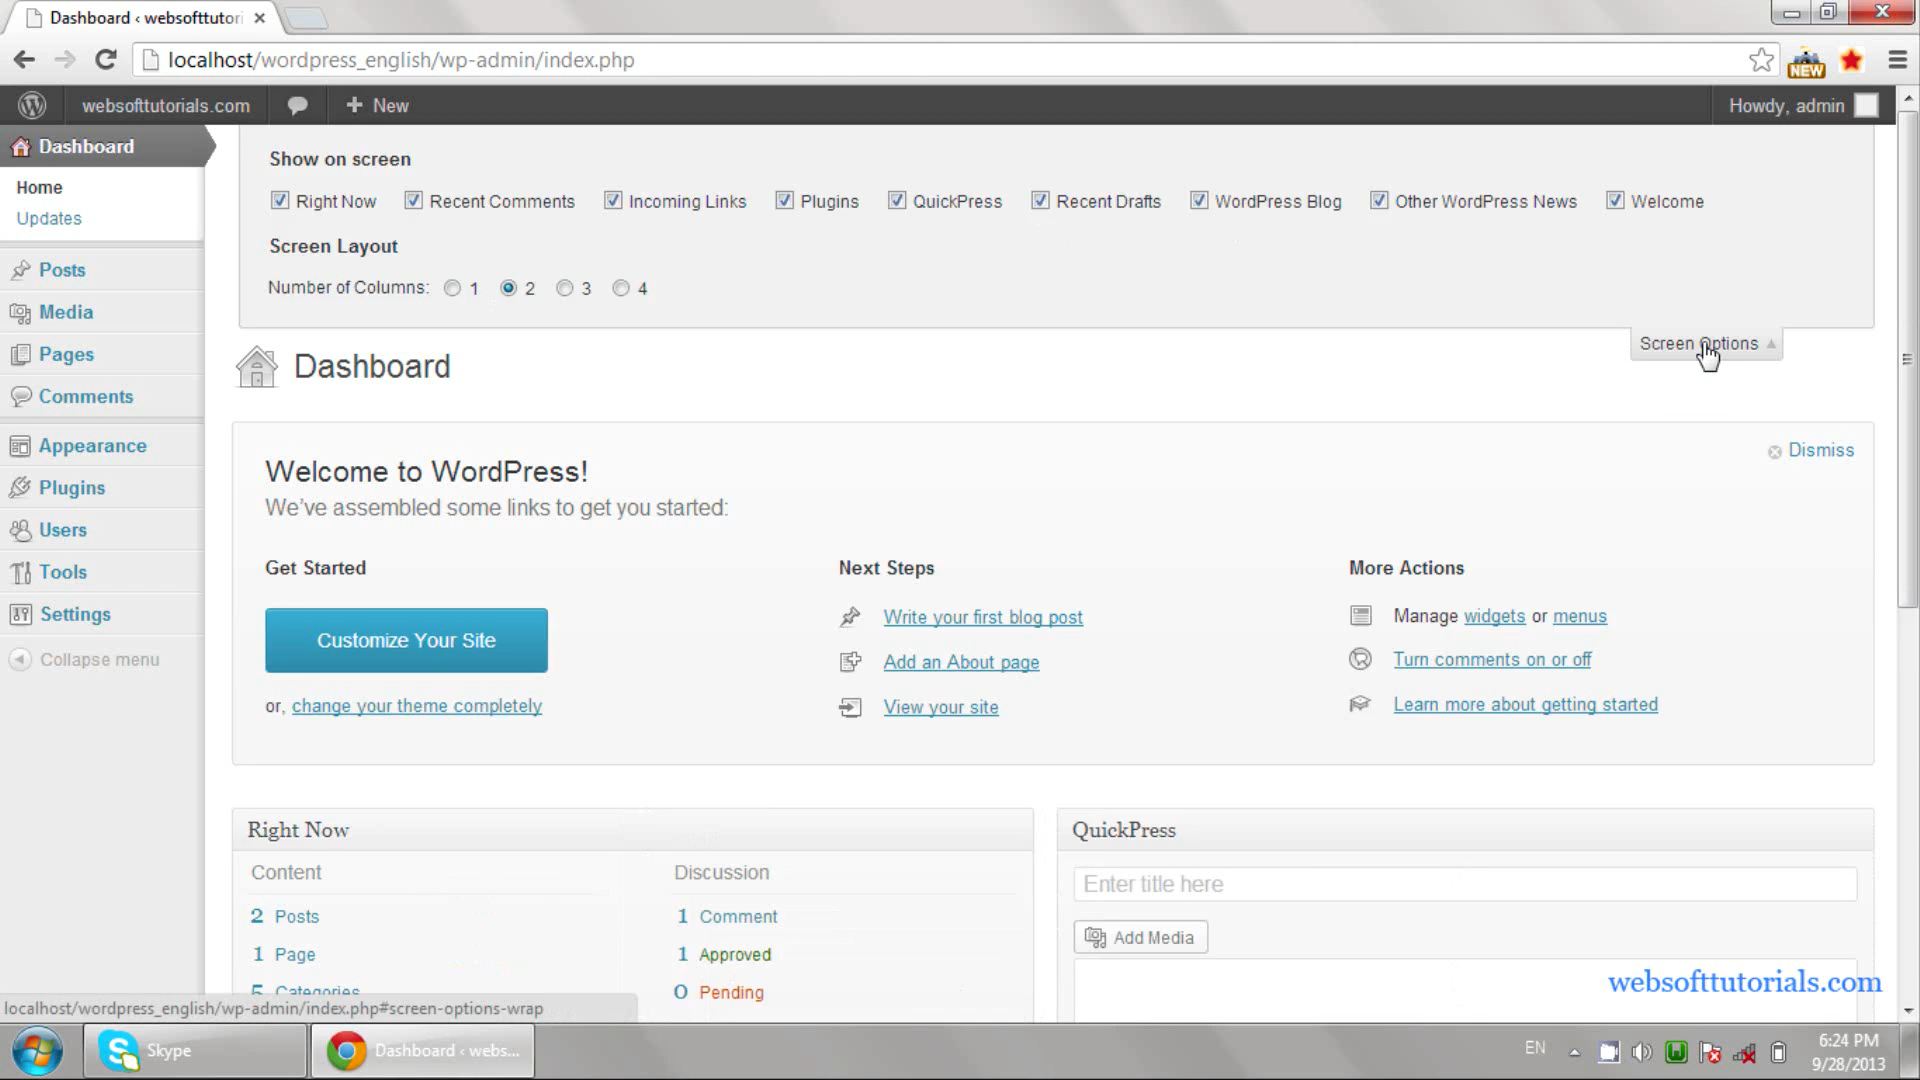 Dashboard ‹ websofttutori
localhost/wordpress_english/wp-admin/index.php
NEW
websofttutorials.com + New Howdy, admin
Dashboard
Home
Updates
Posts
Media
Pages
Comments
Appearance
Plugins
Users
Tools
Settings
Collapse menu
Show on screen
Right Now Recent Comments Incoming Links Plugins QuickPress Recent Drafts WordPress Blog Other WordPress News Welcome
Screen Layout
Number of Columns: 1 2 3 4
Screen Options
Dashboard
Dismiss
Welcome to WordPress!
We've assembled some links to get you started:
Get Started
Customize Your Site
or, change your theme completely
Next Steps
Write your first blog post
Add an About page
View your site
More Actions
Manage widgets or menus
Turn comments on or off
Learn more about getting started
Right Now
Content
2 Posts
1 Page
5 Categories
Discussion
1 Comment
1 Approved
0 Pending
QuickPress
Enter title here
Add Media
websofttutorials.com
localhost/wordpress_english/wp-admin/index.php#screen-options-wrap
Skype
Dashboard ‹ webs...
EN
6:24 PM
9/28/2013